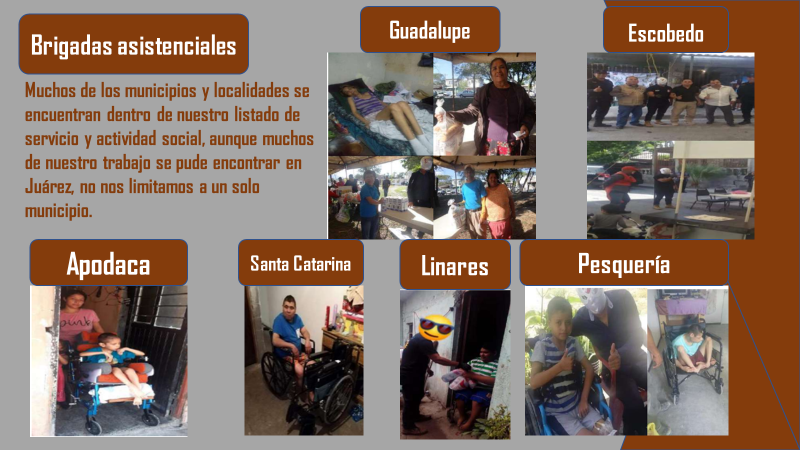 Brigadas asistenciales
Muchos de los municipios y localidades se
encuentran dentro de nuestro listado de
servicio y actividad social, aunque muchos
de nuestro trabajo se pude encontrar en
Juárez, no nos limitamos a un solo
municipio.
Guadalupe
Escobedo
Apodaca
Santa Catarina
Linares
Pesquería
pink